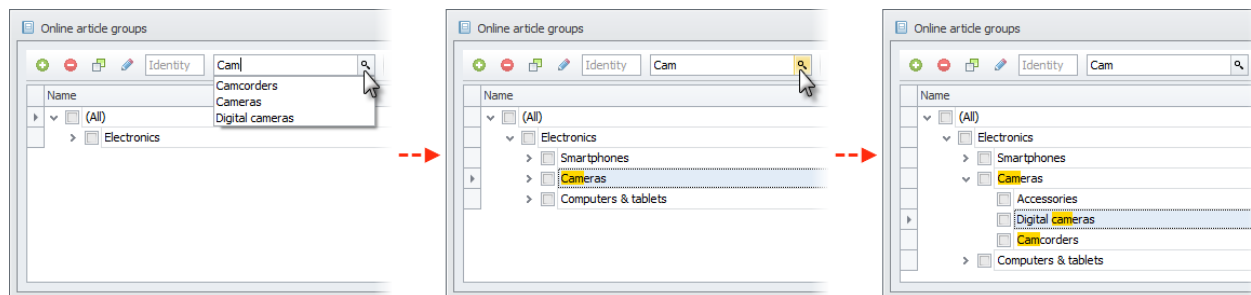 Online article groups
Identity
Cam
Camcorders
Cameras
Digital cameras
Name
(All)
Electronics
Online article groups
Identity
Cam
Name
(All)
Electronics
Smartphones
Cameras
Computers & tablets
Online article groups
Identity
Cam
Name
(All)
Electronics
Smartphones
Cameras
Accessories
Digital cameras
Camcorders
Computers & tablets